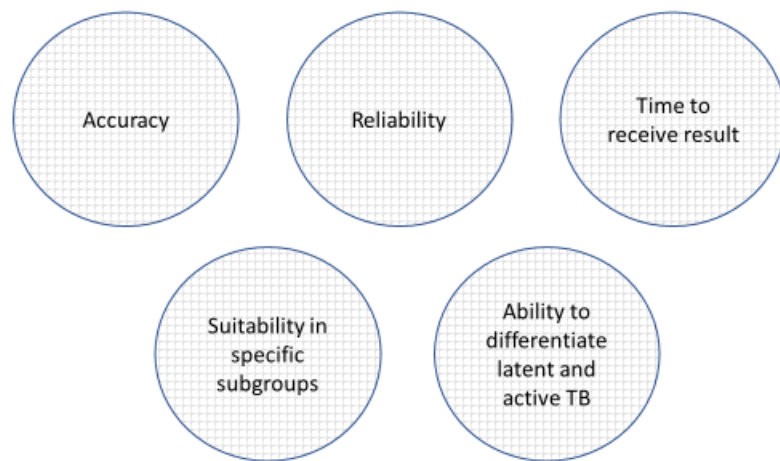 Accuracy
Reliability
Time to
receive result
Suitability in
specific
subgroups
Ability to
differentiate
latent and
active TB